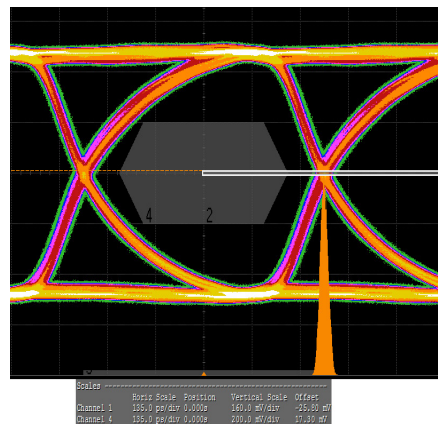 4 2
3
Scales
Horiz Scale Position Vertical Scale Offset
Channel 1 135.0 ps/div 0.000s 160.0 mV/div -25.80 mV
Channel 4 135.0 ps/div 0.000s 200.0 mV/div 17.30 mV